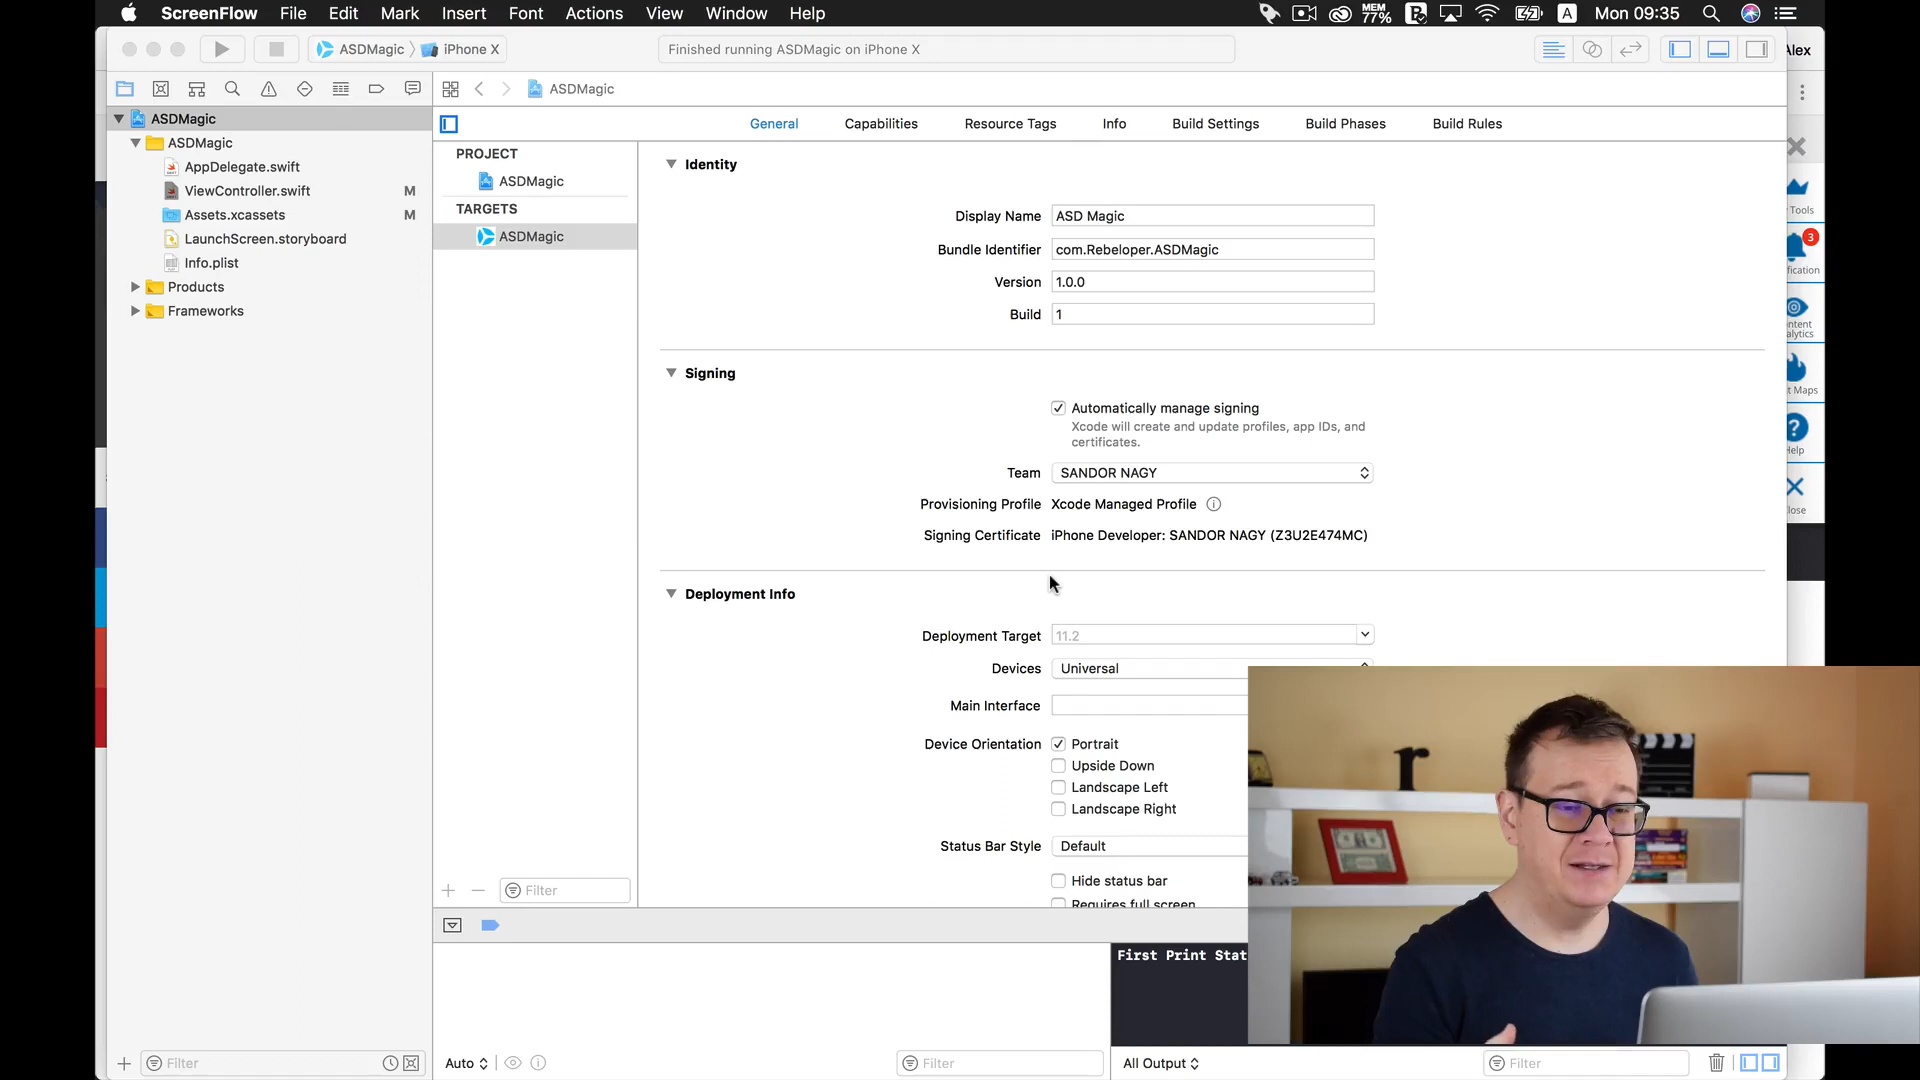 ScreenFlow File Edit Mark Insert Font Actions View Window Help MEM 77% A Mon 09:35
ASDMagic iPhone X Finished running ASDMagic on iPhone X Alex
ASDMagic
ASDMagic General Capabilities Resource Tags Info Build Settings Build Phases Build Rules
ASDMagic
AppDelegate.swift
ViewController.swift M
Assets.xcassets M
LaunchScreen.storyboard
Info.plist
Products
Frameworks
PROJECT
ASDMagic
TARGETS
ASDMagic
Identity
Display Name ASD Magic
Bundle Identifier com.Rebeloper.ASDMagic
Version 1.0.0
Build 1
Signing
Automatically manage signing
Xcode will create and update profiles, app IDs, and
certificates.
Team SANDOR NAGY
Provisioning Profile Xcode Managed Profile
Signing Certificate iPhone Developer: SANDOR NAGY (Z3U2E474MC)
Deployment Info
Deployment Target 11.2
Devices Universal
Main Interface
Device Orientation Portrait
Upside Down
Landscape Left
Landscape Right
Status Bar Style Default
Hide status bar
Requires full screen
Tools
3
Maps
Filter
First Print Stat
Filter
Auto
Filter
All Output
Filter
r